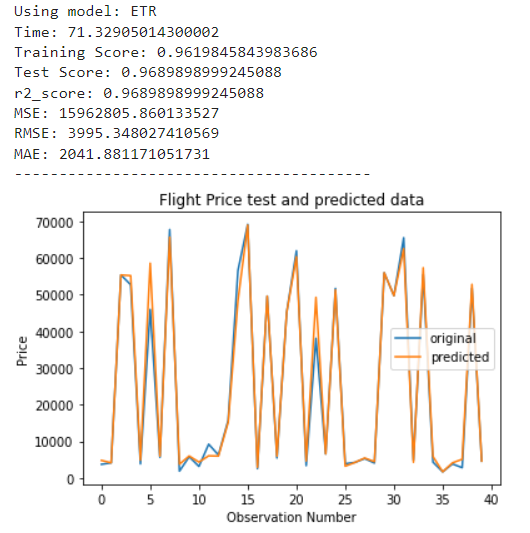 Using model: ETR
Time: 71.32905014300002
Training Score: 0.9619845843983686
Test Score: 0.9689898999245088
r2_score: 0.9689898999245088
MSE: 15962805.860133527
RMSE: 3995.348027410569
MAE: 2041.881171051731
----------------------------------------
Flight Price test and predicted data
70000
60000
50000
40000
30000
20000
10000
0
Price
original
predicted
0 5 10 15 20 25 30 35 40
Observation Number